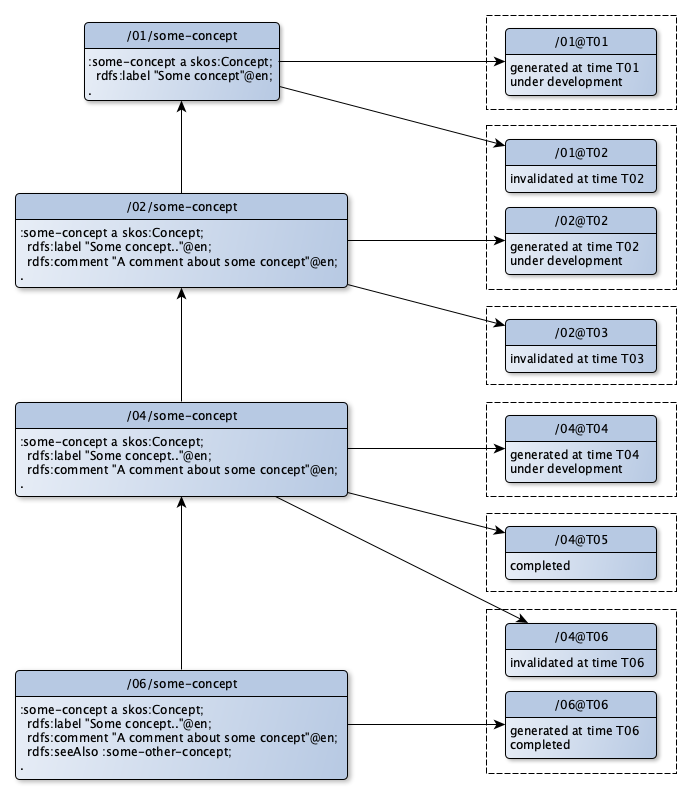 /01/some-concept
:some-concept a skos:Concept;
rdfs:label "Some concept"@en;
.
/01@T01
generated at time T01
under development
/01@T02
invalidated at time T02
/02/some-concept
:some-concept a skos:Concept;
rdfs:label "Some concept.."@en;
rdfs:comment "A comment about some concept"@en;
.
/02@T02
generated at time T02
under development
/02@T03
invalidated at time T03
/04/some-concept
:some-concept a skos:Concept;
rdfs:label "Some concept.."@en;
rdfs:comment "A comment about some concept"@en;
.
/04@T04
generated at time T04
under development
/04@T05
completed
/04@T06
invalidated at time T06
/06/some-concept
:some-concept a skos:Concept;
rdfs:label "Some concept.."@en;
rdfs:comment "A comment about some concept"@en;
rdfs:seeAlso :some-other-concept;
.
/06@T06
generated at time T06
completed